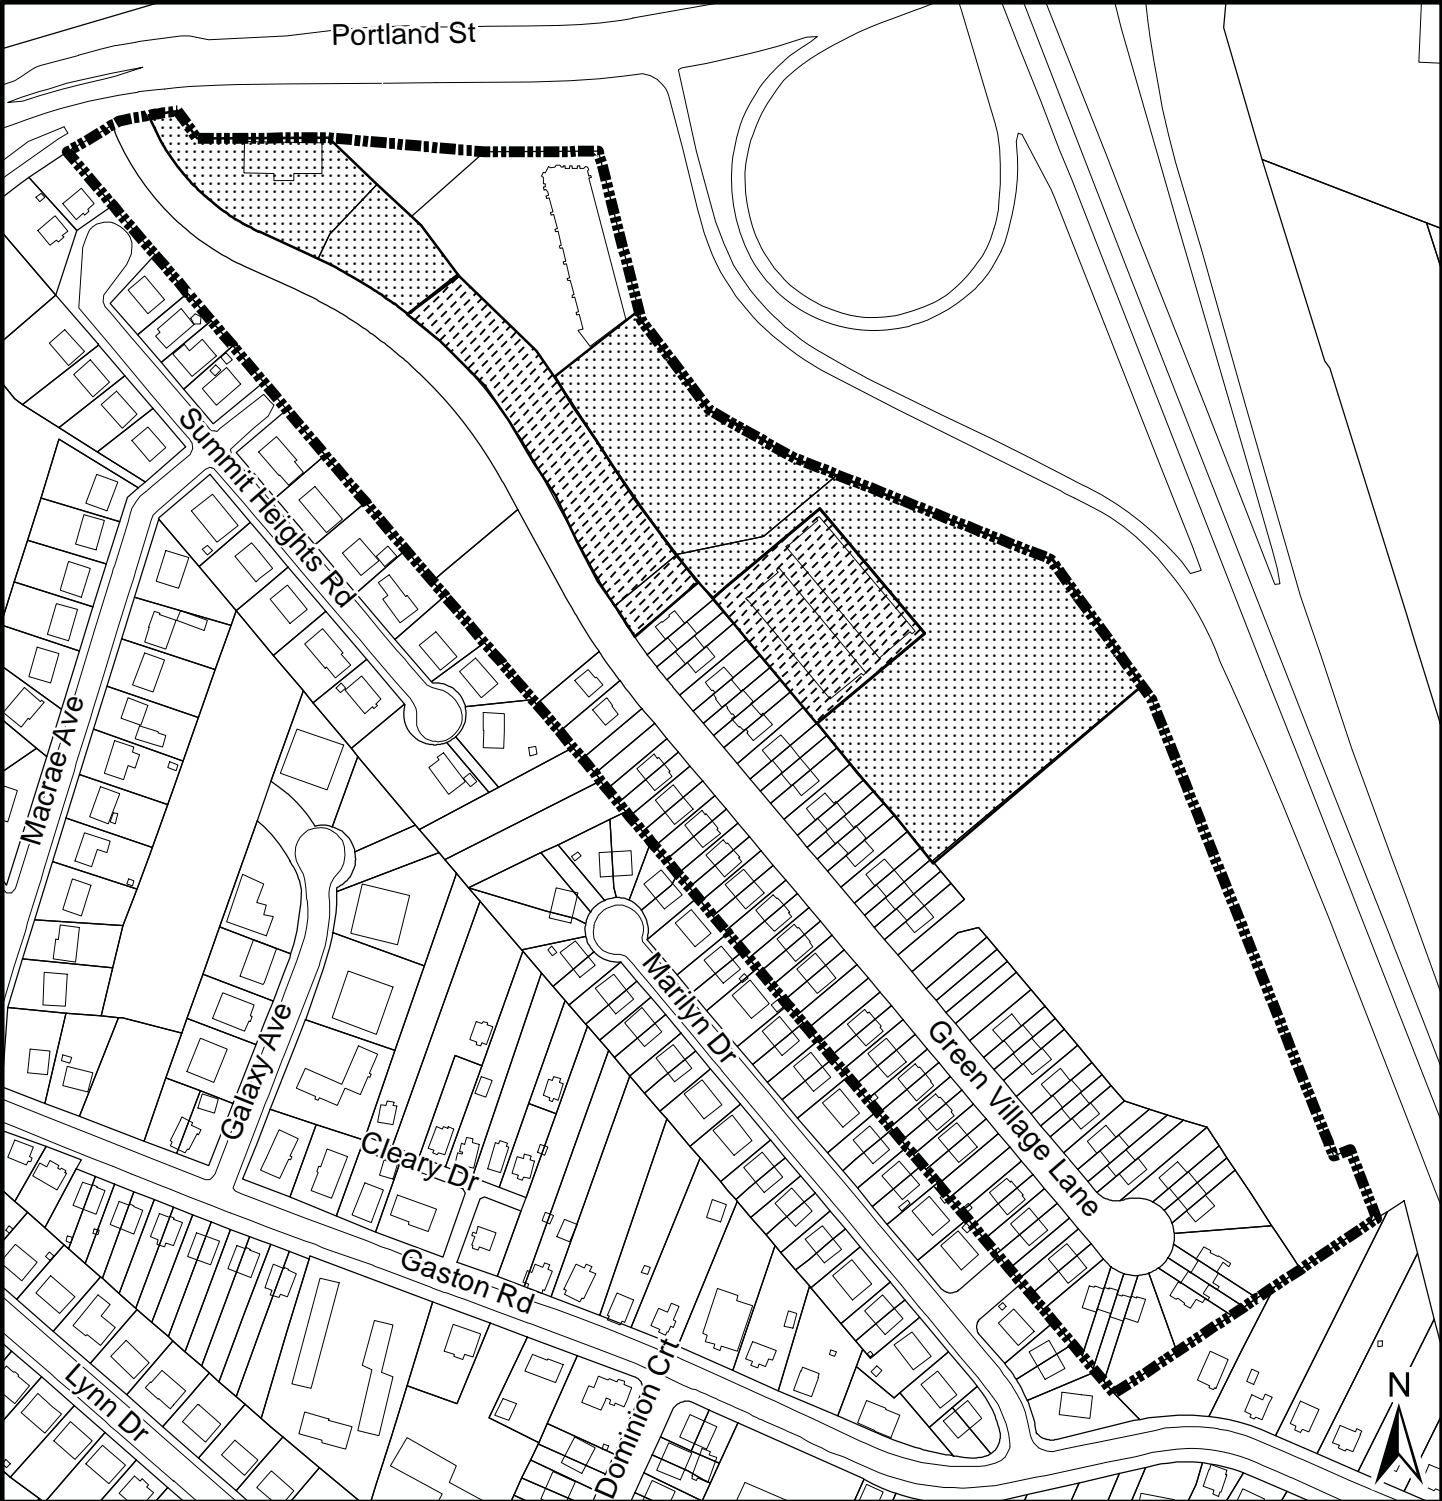 Portland St
Summit Heights Rd
Macrae Ave
Marilyn Dr
Galaxy Ave
Green Village Lane
Cleary Dr
Gaston Rd
Lynn Dr
Dominion Crt
N